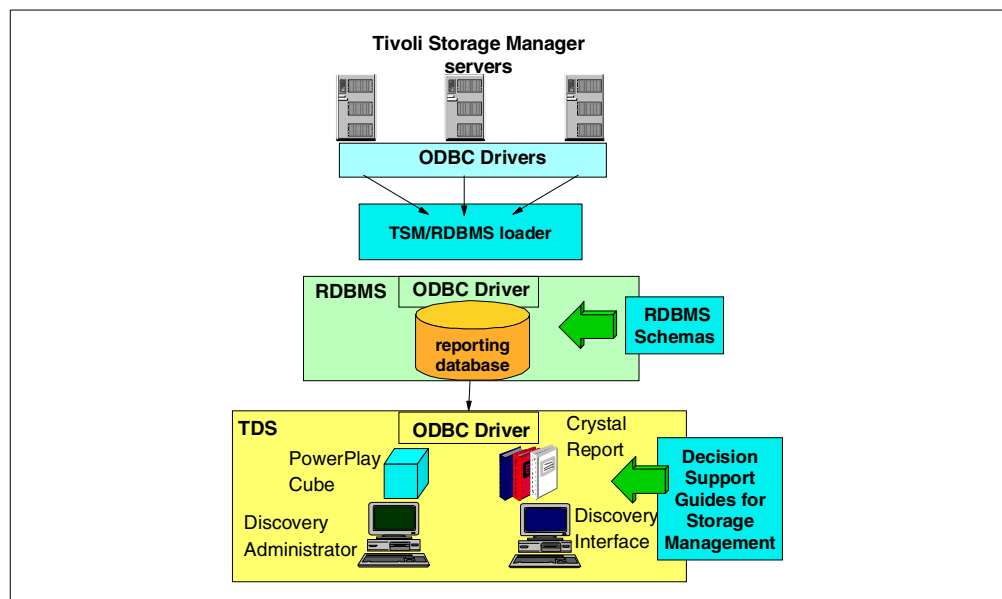 Tivoli Storage Manager
servers
ODBC Drivers
TSM/RDBMS loader
RDBMS
ODBC Driver
reporting
database
RDBMS
Schemas
TDS
ODBC Driver
PowerPlay
Cube
Crystal
Report
Discovery
Administrator
Discovery
Interface
Decision
Support
Guides for
Storage
Management